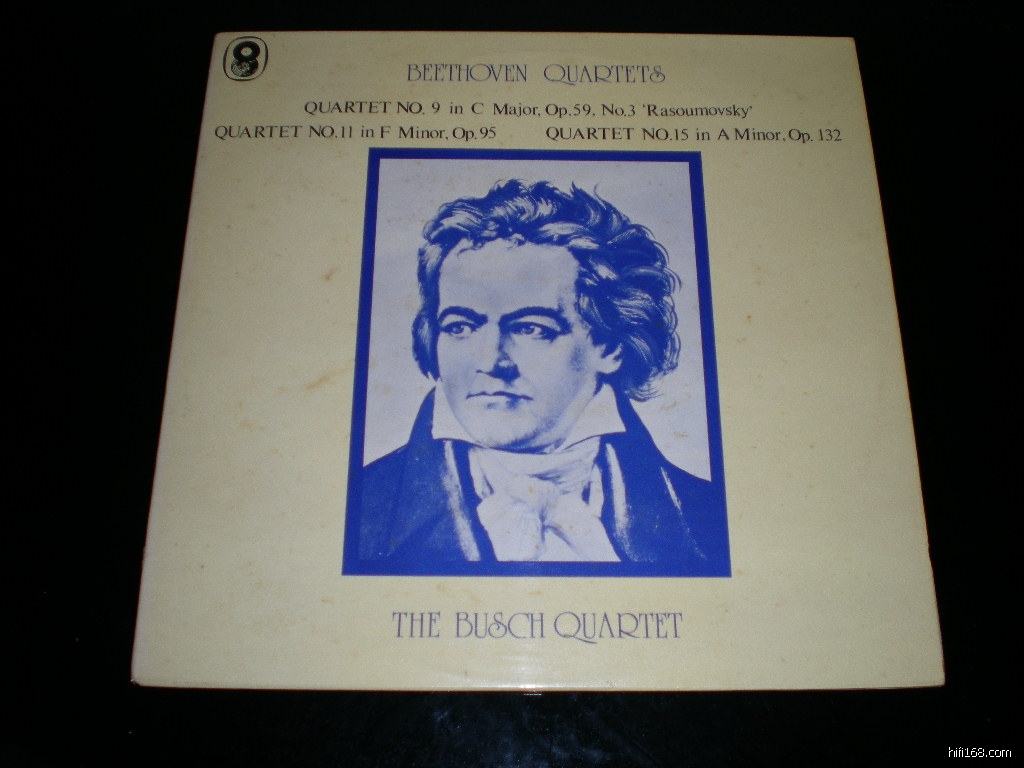 BEETHOVEN QUARTETS
QUARTET NO. 9 in C Major, Op.59, No.3 'Rasoumovsky'
QUARTET NO.11 in F Minor, Op.95 QUARTET NO.15 in A Minor, Op. 132
THE BUSCH QUARTET
hifi168.com